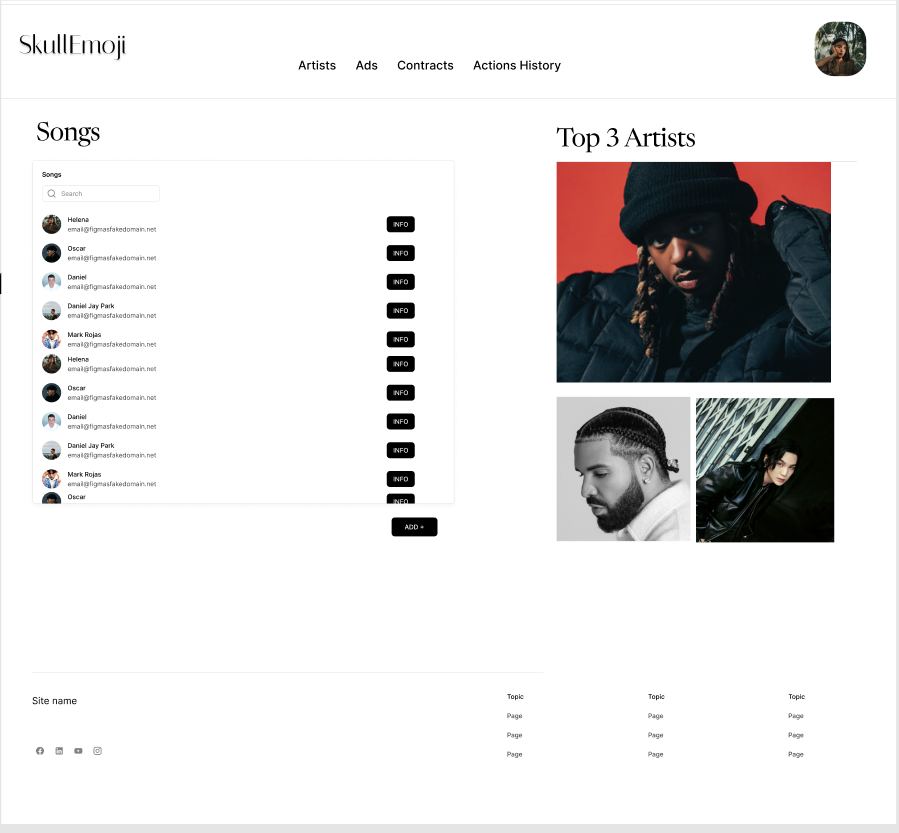 SkullEmoji
Artists Ads Contracts Actions History
Songs
Songs
Search
Helena
email@figmasfakedomain.net
INFO
Oscar
email@figmasfakedomain.net
INFO
Daniel
email@figmasfakedomain.net
INFO
Daniel Jay Park
email@figmasfakedomain.net
INFO
Mark Rojas
email@figmasfakedomain.net
INFO
Helena
email@figmasfakedomain.net
INFO
Oscar
email@figmasfakedomain.net
INFO
Daniel
email@figmasfakedomain.net
INFO
Daniel Jay Park
email@figmasfakedomain.net
INFO
Mark Rojas
email@figmasfakedomain.net
INFO
Oscar
INFO
ADD +
Top 3 Artists
Site name
Topic
Page
Page
Page
Topic
Page
Page
Page
Topic
Page
Page
Page